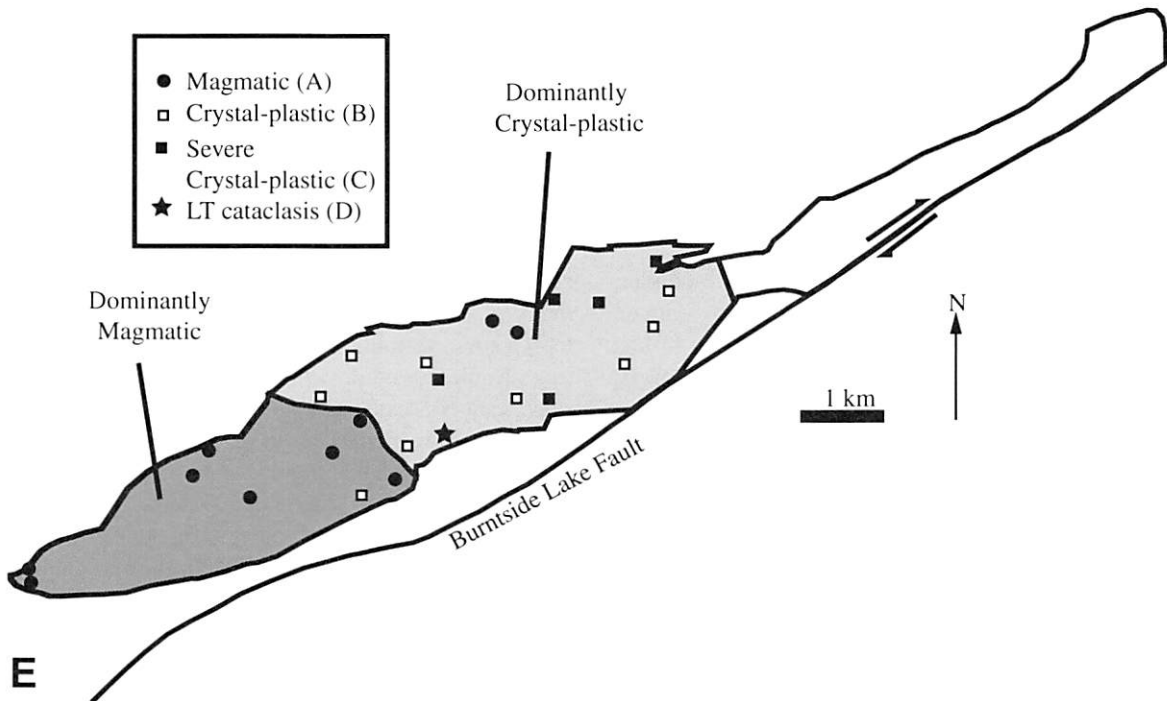 Magmatic (A)
Crystal-plastic (B)
Severe
Crystal-plastic (C)
LT cataclasis (D)
Dominantly
Crystal-plastic
Dominantly
Magmatic
N
1 km
Burntside Lake Fault
E